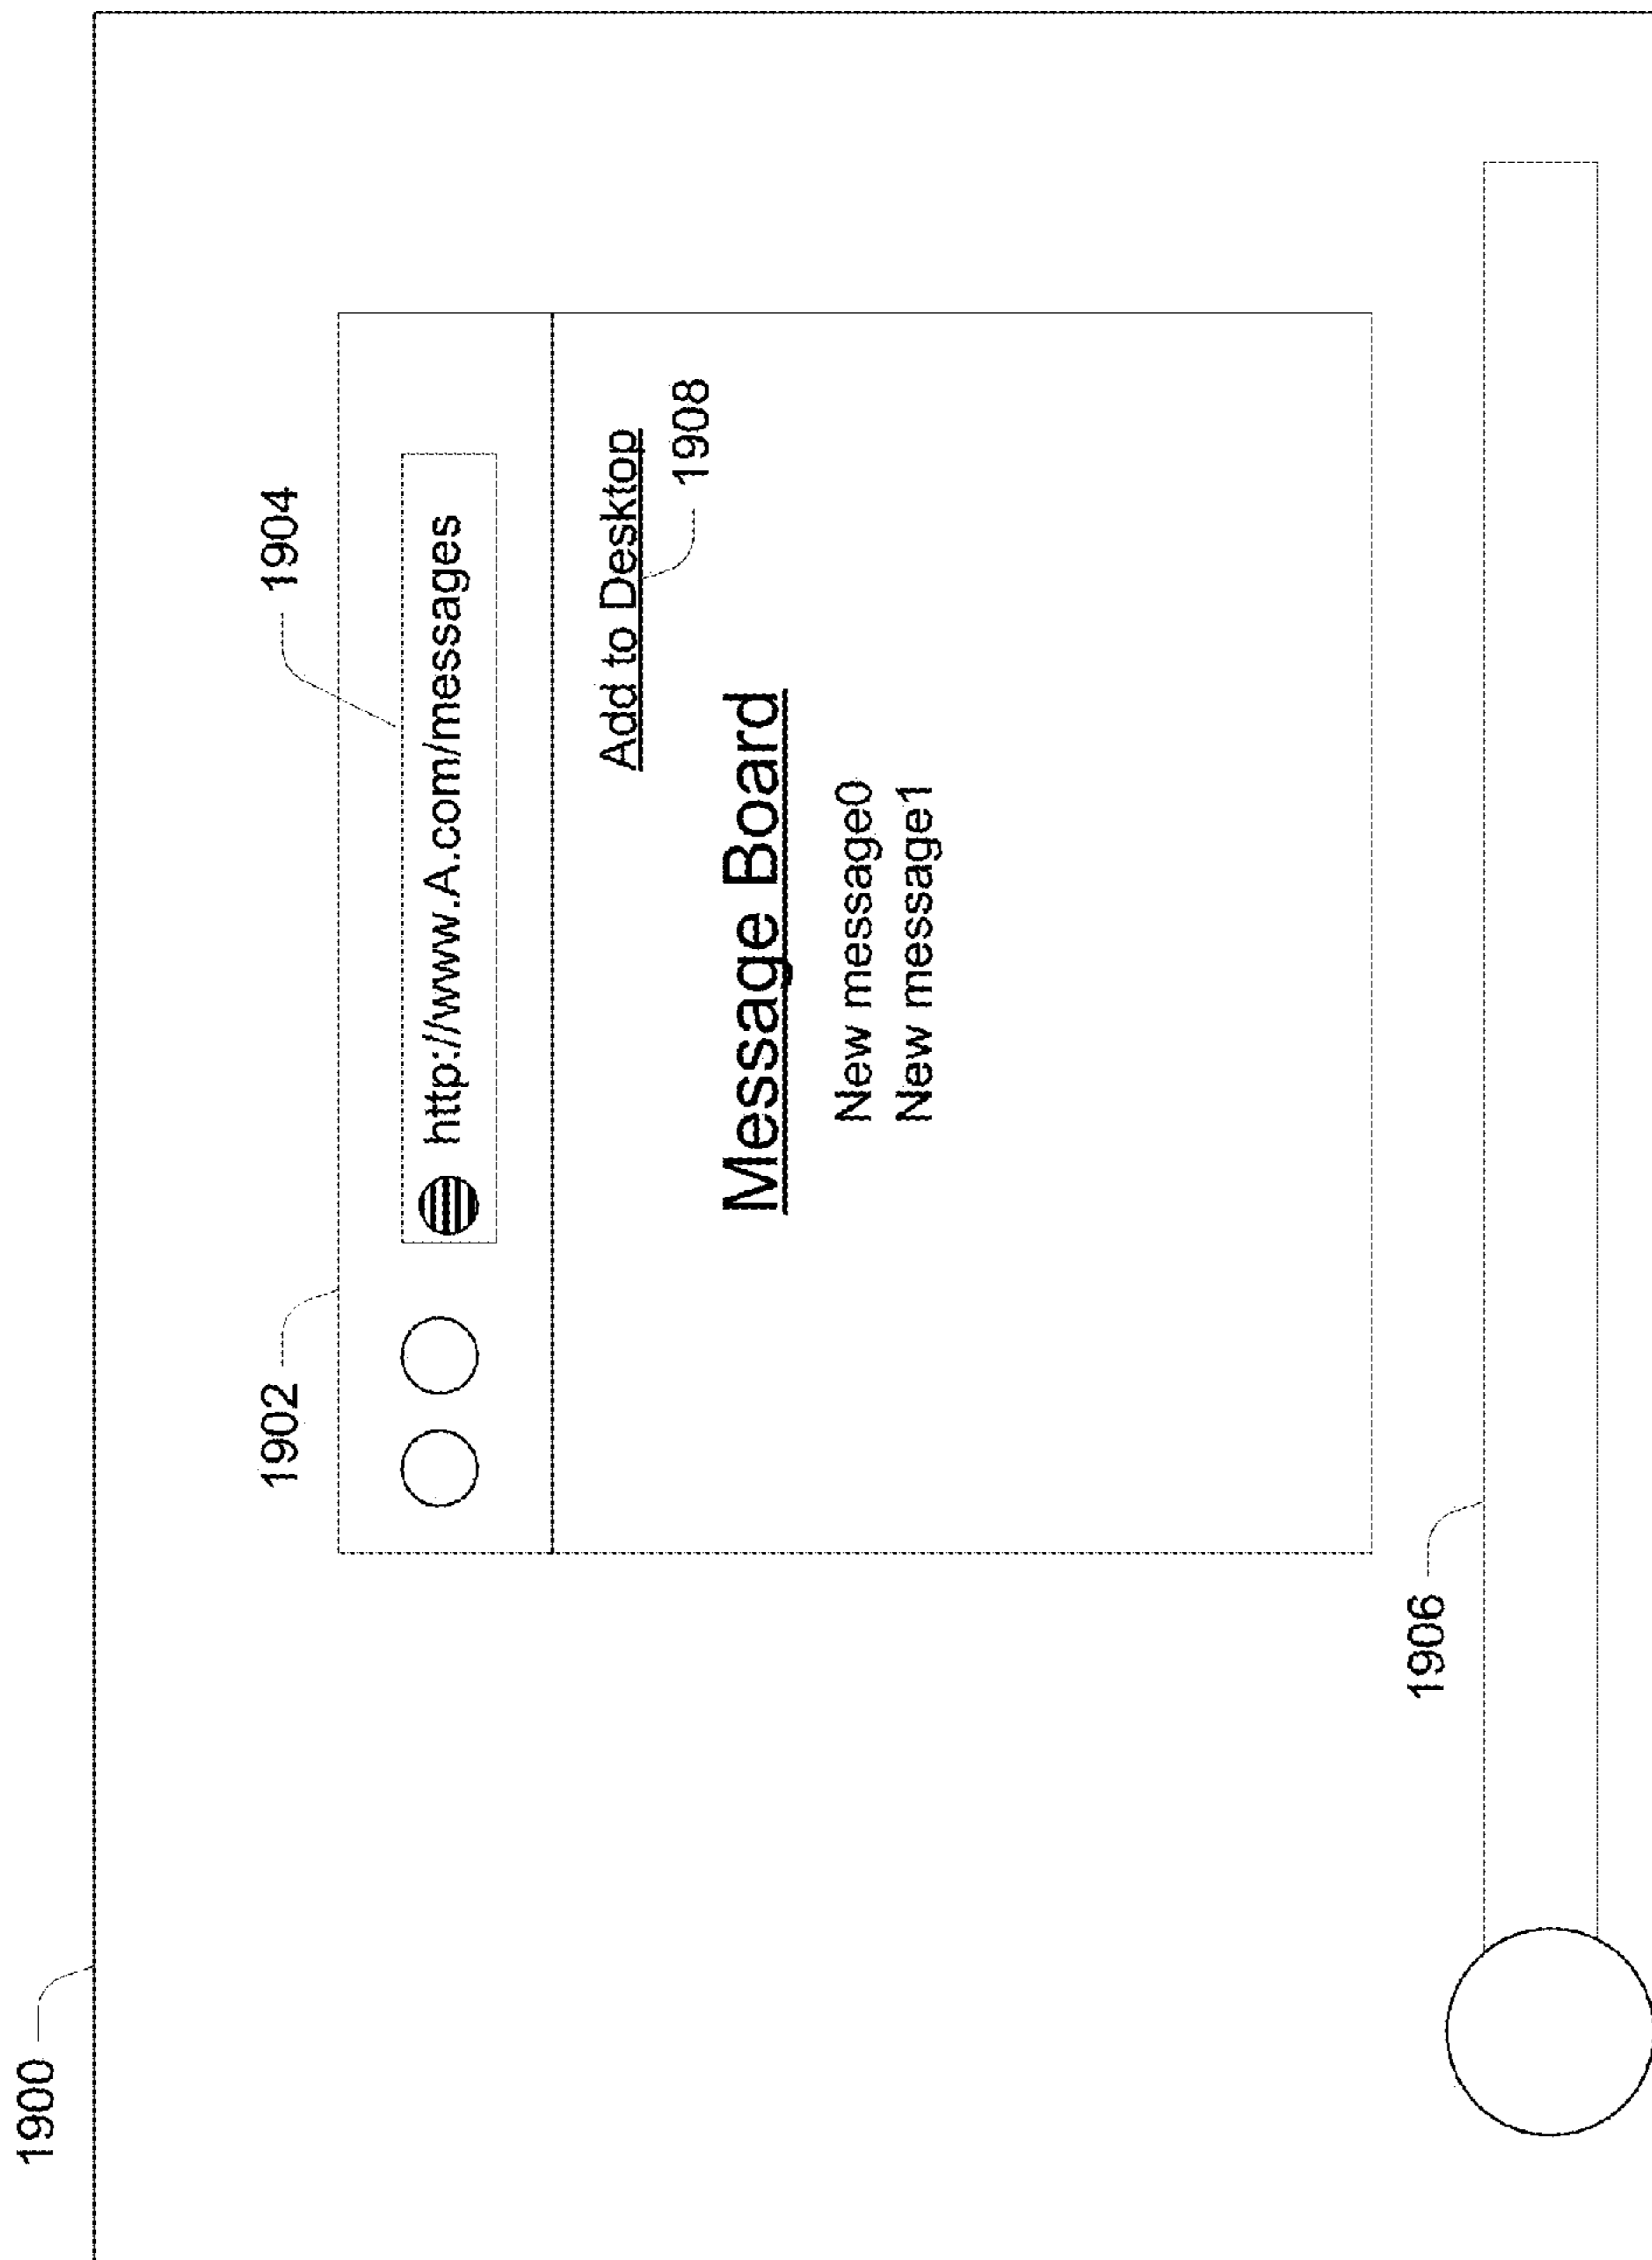 1900
1902
1904
http://www.A.com/messages
Add to Desktop
1908
Message Board
New message0
New message1
1906